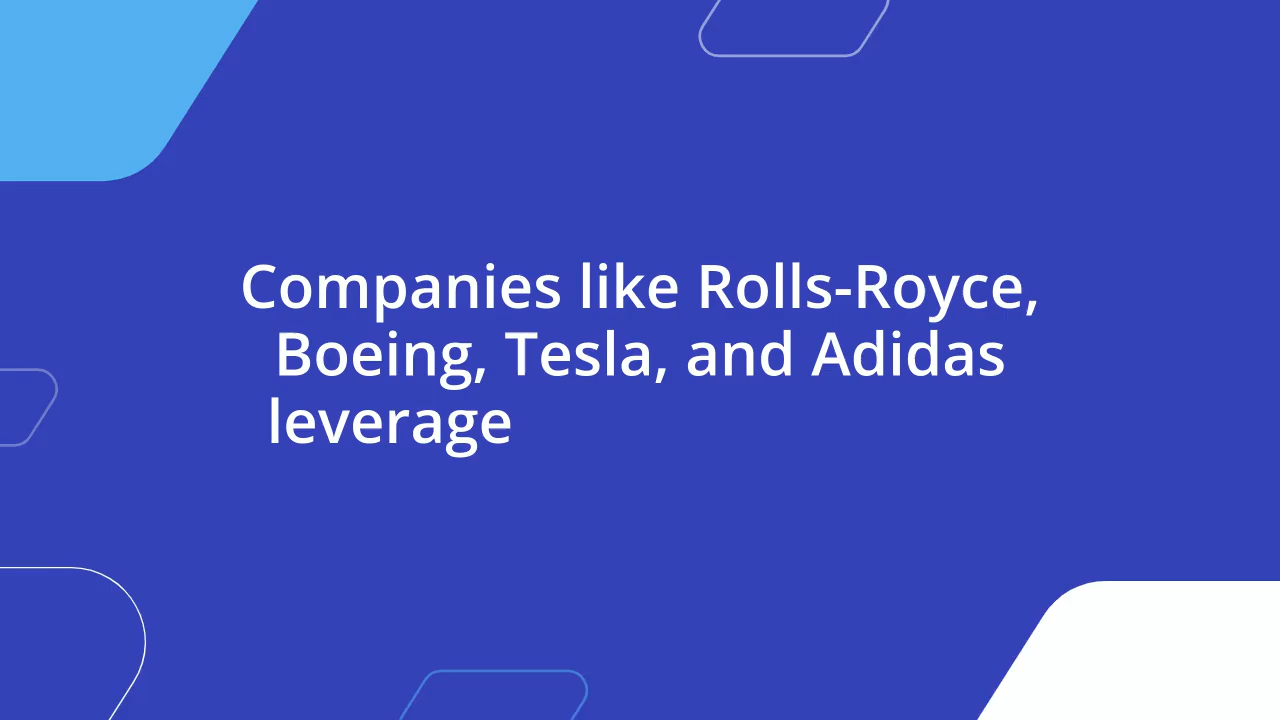 Companies like Rolls-Royce,
Boeing, Tesla, and Adidas
leverage